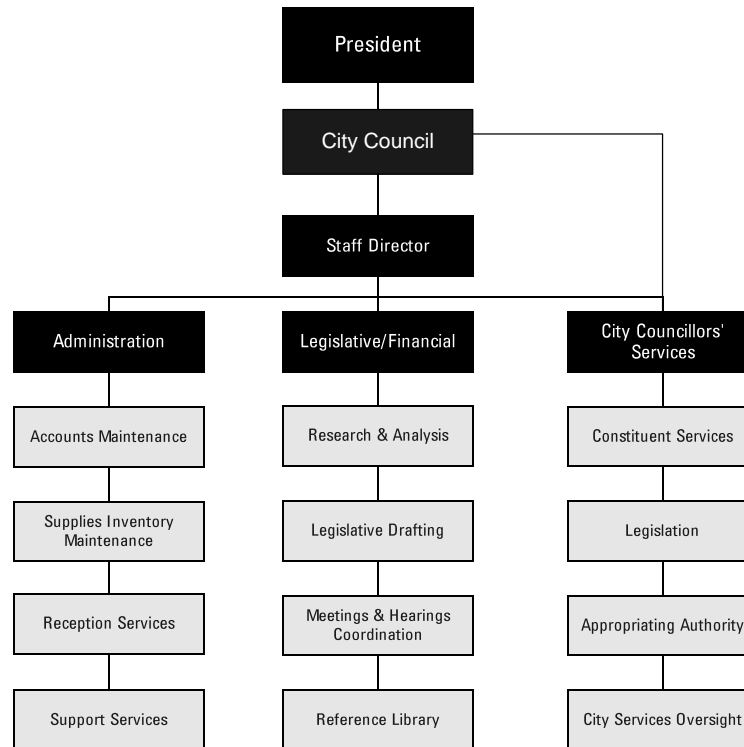 President
City Council
Staff Director
Administration
Legislative/Financial
City Councillors'
Services
Accounts Maintenance
Research & Analysis
Constituent Services
Supplies Inventory
Maintenance
Legislative Drafting
Legislation
Reception Services
Meetings & Hearings
Coordination
Appropriating Authority
Support Services
Reference Library
City Services Oversight